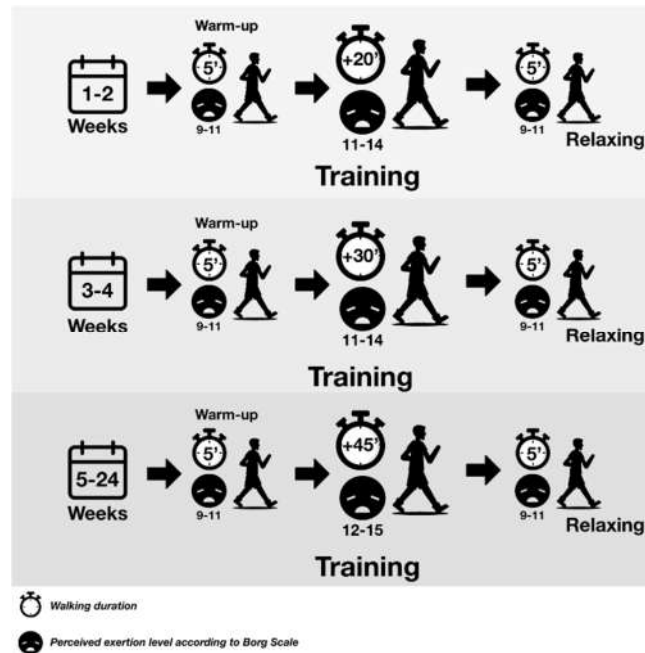 Warm-up
5'
9-11
1-2
Weeks
+20'
11-14
Training
5'
9-11
Relaxing
Warm-up
5'
9-11
3-4
Weeks
+30'
11-14
Training
5'
9-11
Relaxing
Warm-up
5'
9-11
5-24
Weeks
+45'
12-15
Training
5'
9-11
Relaxing
Walking duration
Perceived exertion level according to Borg Scale